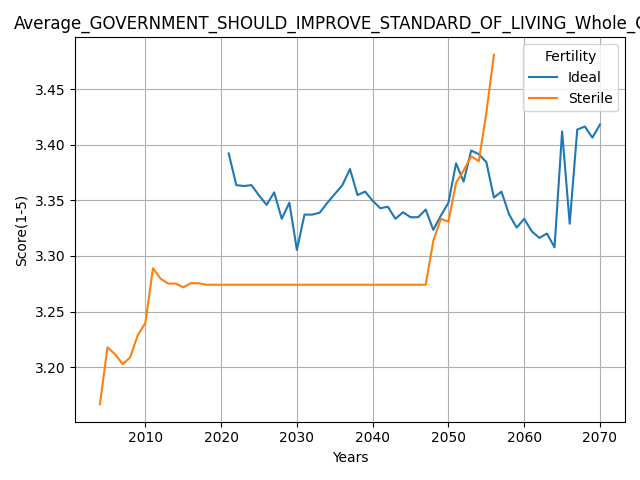 Average_GOVERNMENT_SHOULD_IMPROVE_STANDARD_OF_LIVING_Whole_
Fertility
Ideal
Sterile
3.45
3.40
3.35
3.30
3.25
3.20
Score(1-5)
2010 2020 2030 2040 2050 2060 2070
Years